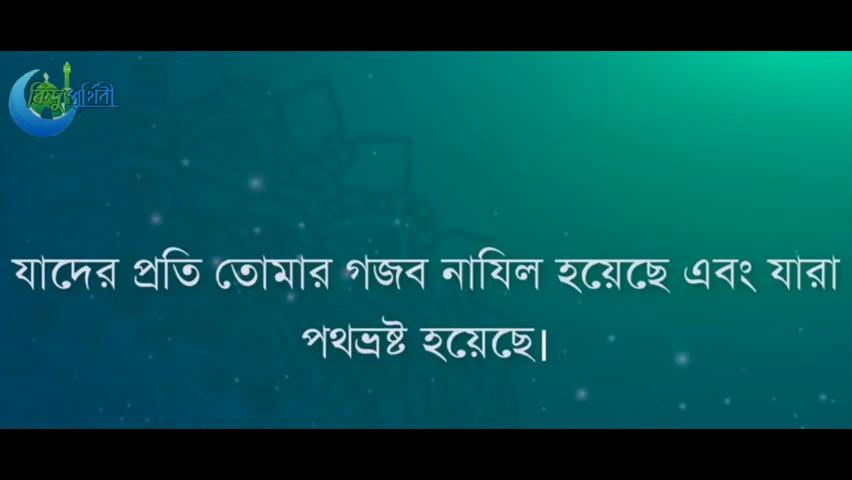 বিন্দু পৃথিবী
যাদের প্রতি তোমার গজব নাযিল হয়েছে এবং যারা
পথভ্রষ্ট হয়েছে।